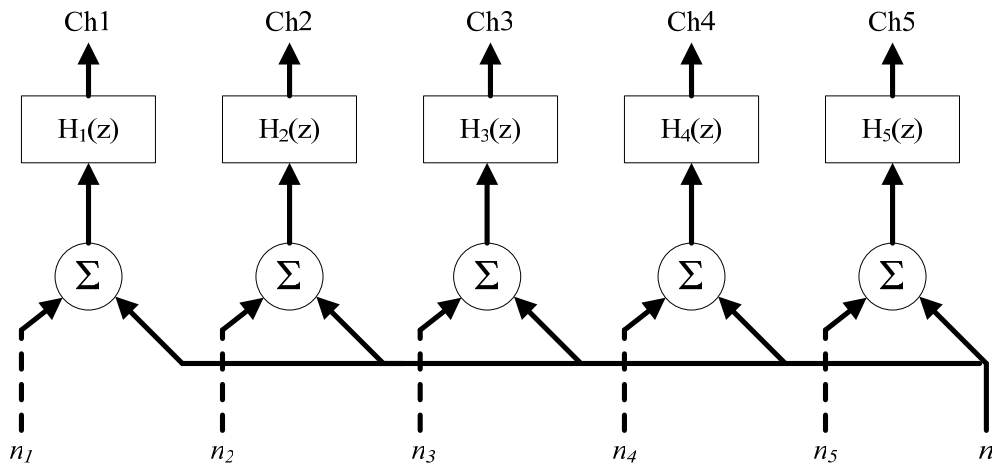 Ch1 Ch2 Ch3 Ch4 Ch5
H₁(z) H₂(z) H₃(z) H₄(z) H₅(z)
Σ Σ Σ Σ Σ
n₁ n₂ n₃ n₄ n₅ n